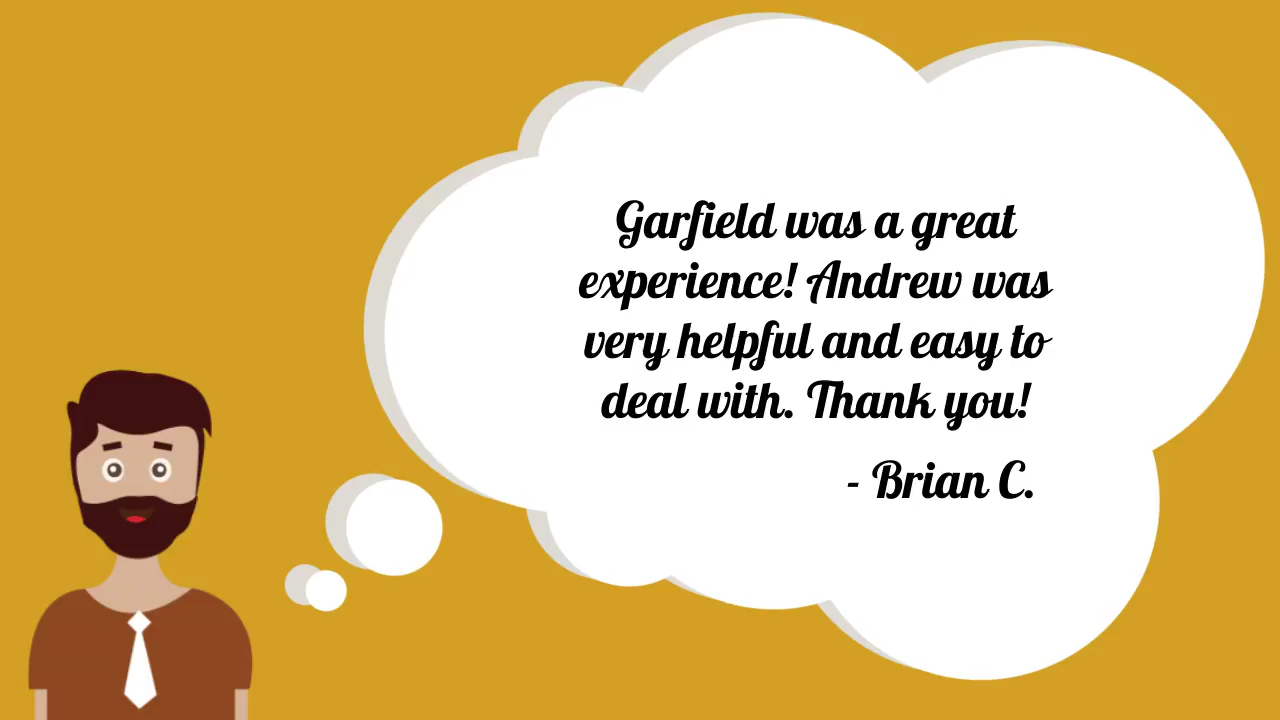 Garfield was a great
experience! Andrew was
very helpful and easy to
deal with. Thank you!
- Brian C.